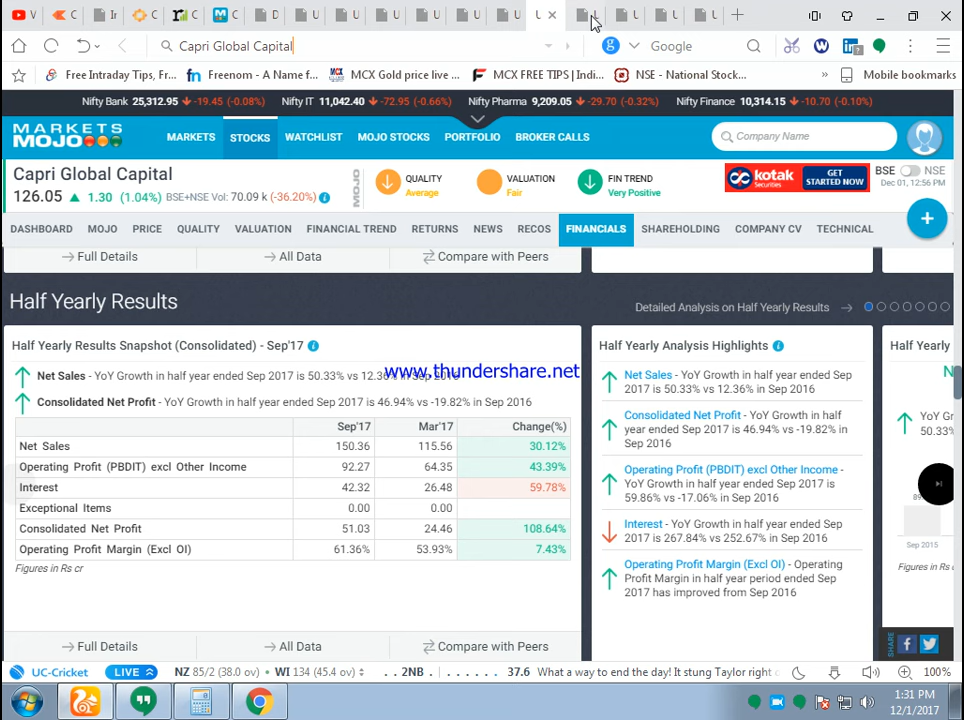 V C Ir C C C D U U U U U U U U U U
Capri Global Capital
Google
Free Intraday Tips, Fr... Freenom - A Name f... MCX Gold price live ... MCX FREE TIPS | Indi... NSE - National Stock... » Mobile bookmarks
Nifty Bank 25,312.95 -19.45 (-0.08%) Nifty IT 11,042.40 -72.95 (-0.66%) Nifty Pharma 9,209.05 -29.70 (-0.32%) Nifty Finance 10,314.15 -10.70 (-0.10%)
MARKETS MOJO
MARKETS STOCKS WATCHLIST MOJO STOCKS PORTFOLIO BROKER CALLS
Company Name
Capri Global Capital
126.05 1.30 (1.04%) BSE+NSE Vol: 70.09 k (-36.20%)
MOJO
QUALITY
Average
VALUATION
Fair
FIN TREND
Very Positive
kotak Securities GET STARTED NOW
BSE NSE
Dec 01, 12:56 PM
DASHBOARD MOJO PRICE QUALITY VALUATION FINANCIAL TREND RETURNS NEWS RECOS FINANCIALS SHAREHOLDING COMPANY CV TECHNICAL
Full Details All Data Compare with Peers
Half Yearly Results
Detailed Analysis on Half Yearly Results
Half Yearly Results Snapshot (Consolidated) - Sep'17
Net Sales - YoY Growth in half year ended Sep 2017 is 50.33% vs 12.36% in Sep 2016
www.thundershare.net
Consolidated Net Profit - YoY Growth in half year ended Sep 2017 is 46.94% vs -19.82% in Sep 2016
Sep'17 Mar'17 Change(%)
Net Sales 150.36 115.56 30.12%
Operating Profit (PBDIT) excl Other Income 92.27 64.35 43.39%
Interest 42.32 26.48 59.78%
Exceptional Items 0.00 0.00
Consolidated Net Profit 51.03 24.46 108.64%
Operating Profit Margin (Excl OI) 61.36% 53.93% 7.43%
Figures in Rs cr
Full Details All Data Compare with Peers
Half Yearly Analysis Highlights
Net Sales - YoY Growth in half year ended Sep 2017 is 50.33% vs 12.36% in Sep 2016
Consolidated Net Profit - YoY Growth in half year ended Sep 2017 is 46.94% vs -19.82% in Sep 2016
Operating Profit (PBDIT) excl Other Income - YoY Growth in half year ended Sep 2017 is 59.86% vs -17.06% in Sep 2016
Interest - YoY Growth in half year ended Sep 2017 is 267.84% vs 252.67% in Sep 2016
Operating Profit Margin (Excl OI) - Operating Profit Margin in half year period ended Sep 2017 has improved from Sep 2016
Half Yearly
YoY G
50.33%
Sep 2015
Figures in Rs
SHARE
UC-Cricket LIVE NZ 85/2 (38.0 ov) • WI 134 (45.4 ov) . . 2NB . | . . . . . . 37.6 What a way to end the day! It stung Taylor right 100%
1:31 PM
12/1/2017